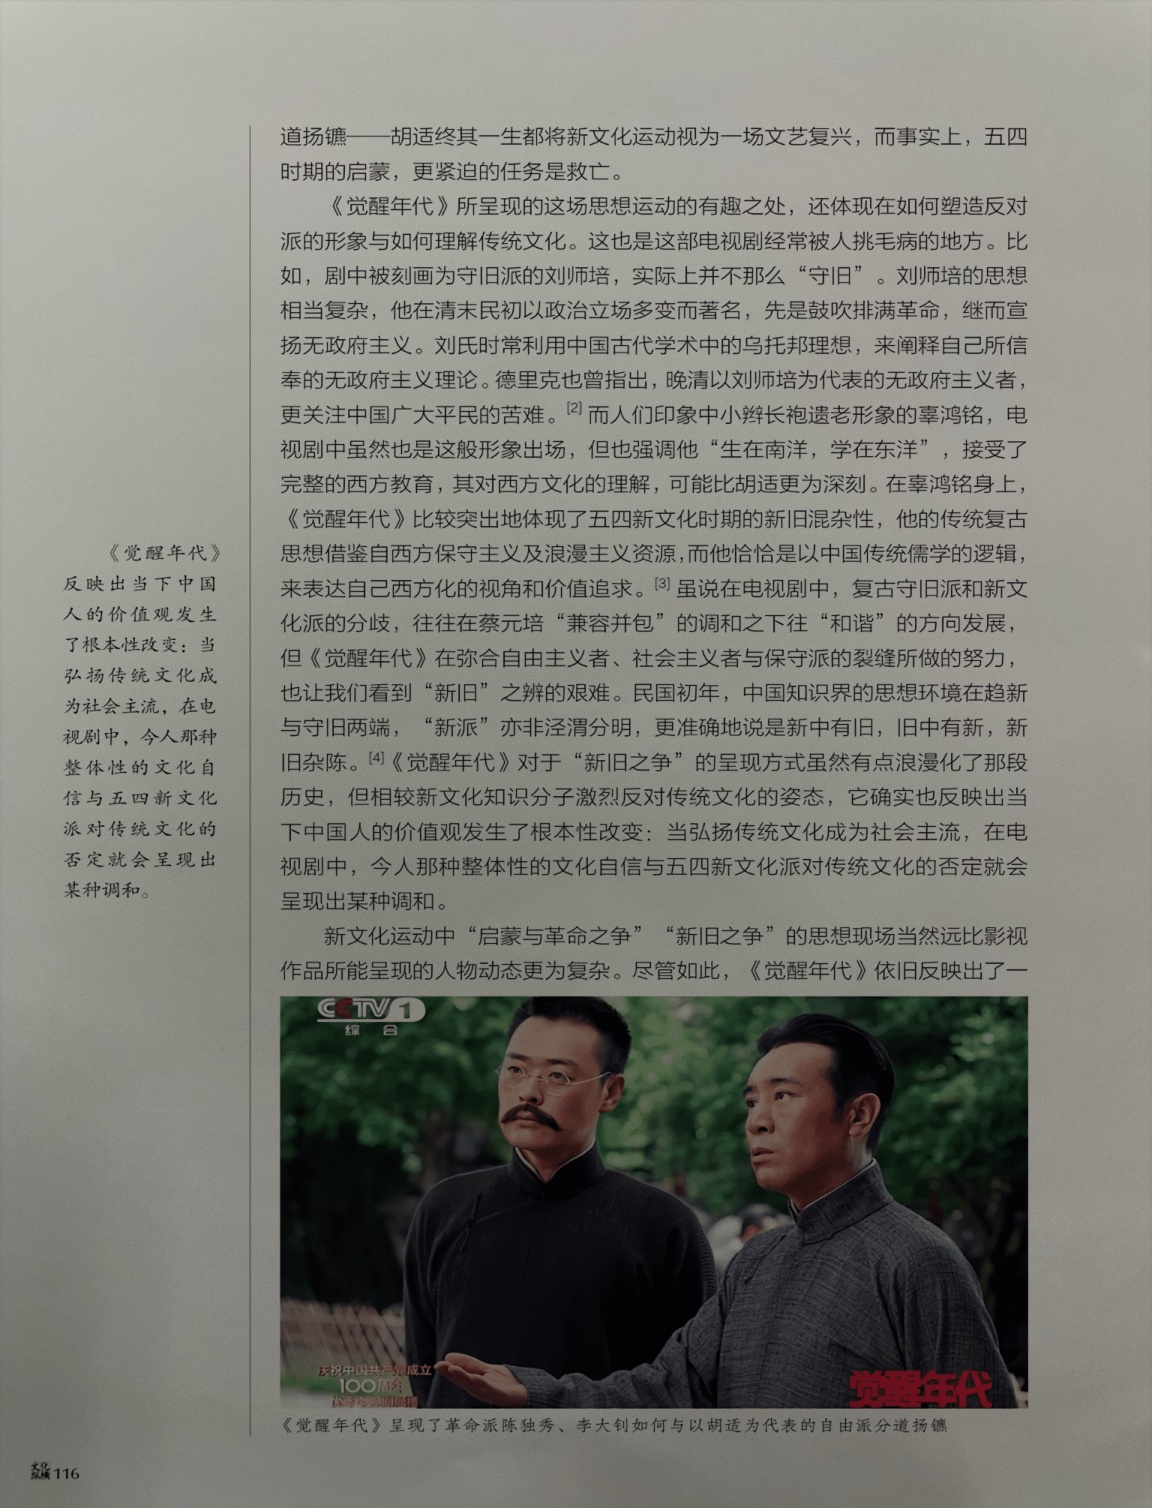 道扬镳——胡适终其一生都将新文化运动视为一场文艺复兴，而事实上，五四
时期的启蒙，更紧迫的任务是救亡。
《觉醒年代》所呈现的这场思想运动的有趣之处，还体现在如何塑造反对
派的形象与如何理解传统文化。这也是这部电视剧经常被人挑毛病的地方。比
如，剧中被刻画为守旧派的刘师培，实际上并不那么“守旧”。刘师培的思想
相当复杂，他在清末民初以政治立场多变而著名，先是鼓吹排满革命，继而宣
扬无政府主义。刘氏时常利用中国古代学术中的乌托邦理想，来阐释自己所信
奉的无政府主义理论。德里克也曾指出，晚清以刘师培为代表的无政府主义者，
更关注中国广大平民的苦难。[2]而人们印象中小辫长袍遗老形象的辜鸿铭，电
视剧中虽然也是这般形象出场，但也强调他“生在南洋，学在东洋”，接受了
完整的西方教育，其对西方文化的理解，可能比胡适更为深刻。在辜鸿铭身上，
《觉醒年代》比较突出地体现了五四新文化时期的新旧混杂性，他的传统复古
思想借鉴自西方保守主义及浪漫主义资源，而他恰恰是以中国传统儒学的逻辑，
来表达自己西方化的视角和价值追求。[3]虽说在电视剧中，复古守旧派和新文
化派的分歧，往往在蔡元培“兼容并包”的调和之下往“和谐”的方向发展，
但《觉醒年代》在弥合自由主义者、社会主义者与保守派的裂缝所做的努力，
也让我们看到“新旧”之辨的艰难。民国初年，中国知识界的思想环境在趋新
与守旧两端，“新派”亦非泾渭分明，更准确地说是新中有旧，旧中有新，新
旧杂陈。[4]《觉醒年代》对于“新旧之争”的呈现方式虽然有点浪漫化了那段
历史，但相较新文化知识分子激烈反对传统文化的姿态，它确实也反映出当
下中国人的价值观发生了根本性改变：当弘扬传统文化成为社会主流，在电
视剧中，今人那种整体性的文化自信与五四新文化派对传统文化的否定就会
呈现出某种调和。
新文化运动中“启蒙与革命之争”“新旧之争”的思想现场当然远比影视
作品所能呈现的人物动态更为复杂。尽管如此，《觉醒年代》依旧反映出了一
《觉醒年代》
反映出当下中国
人的价值观发生
了根本性改变：当
弘扬传统文化成
为社会主流，在电
视剧中，今人那种
整体性的文化自
信与五四新文化
派对传统文化的
否定就会呈现出
某种调和。
CCTV 1
综合
庆祝中国共产党成立
100周年
觉醒年代
《觉醒年代》呈现了革命派陈独秀、李大钊如何与以胡适为代表的自由派分道扬镳
文化
纵横 116